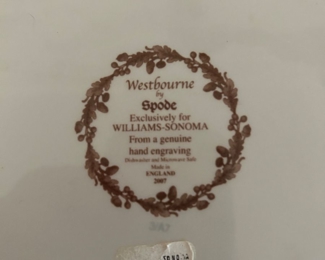 Westbourne
by
Spode
Exclusively for
WILLIAMS-SONOMA
From a genuine
hand engraving
Dishwasher and Microwave Safe
Made in
ENGLAND
2007